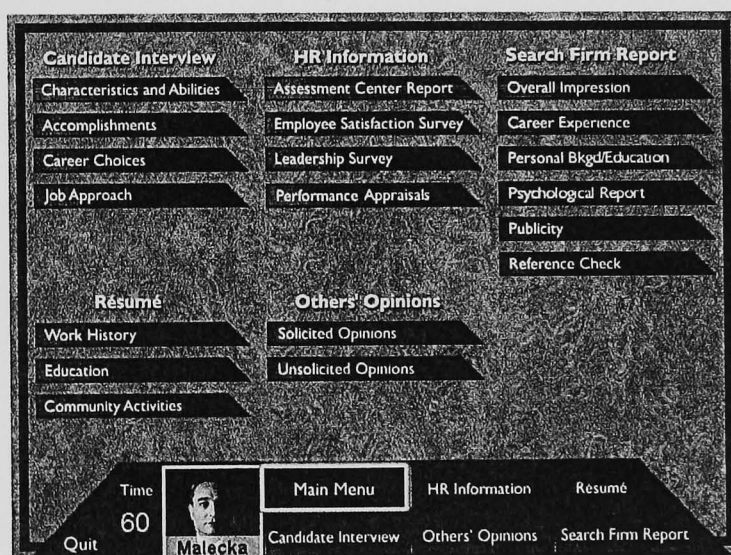 Candidate Interview
Characteristics and Abilities
Accomplishments
Career Choices
Job Approach
HR Information
Assessment Center Report
Employee Satisfaction Survey
Leadership Survey
Performance Appraisals
Search Firm Report
Overall Impression
Career Experience
Personal Bkgd/Education
Psychological Report
Publicity
Reference Check
Résumé
Work History
Education
Community Activities
Others' Opinions
Solicited Opinions
Unsolicited Opinions
Time
60
Quit
Malecka
Main Menu
HR Information
Résumé
Candidate Interview
Others' Opinions
Search Firm Report